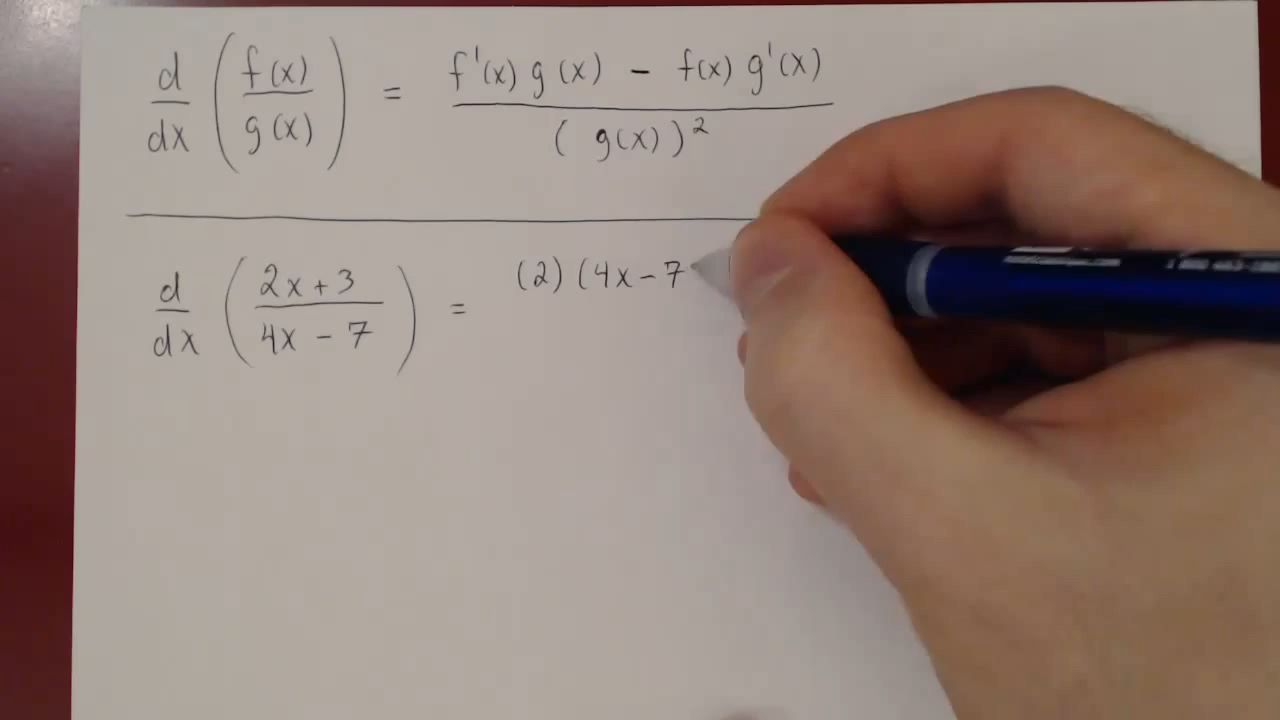 d/dx ( f(x)/g(x) ) = f'(x) g(x) − f(x) g'(x) / ( g(x) )²
d/dx ( 2x+3 / 4x−7 ) = (2) (4x−7